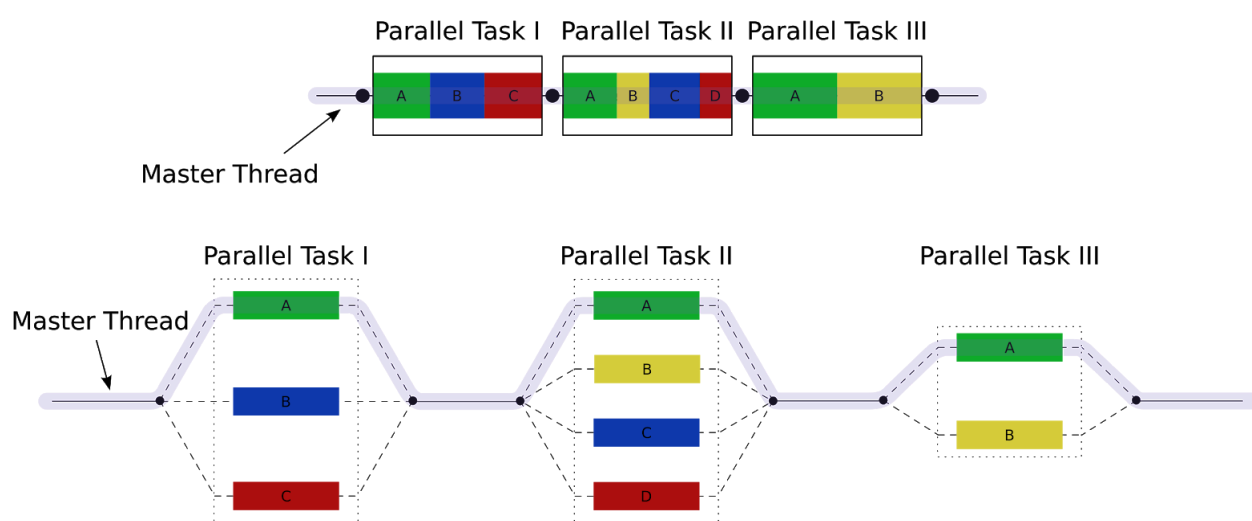 Parallel Task I Parallel Task II Parallel Task III
A B C A B C D A B
Master Thread
Parallel Task I Parallel Task II Parallel Task III
A A
Master Thread
A
B
B C
B
C D